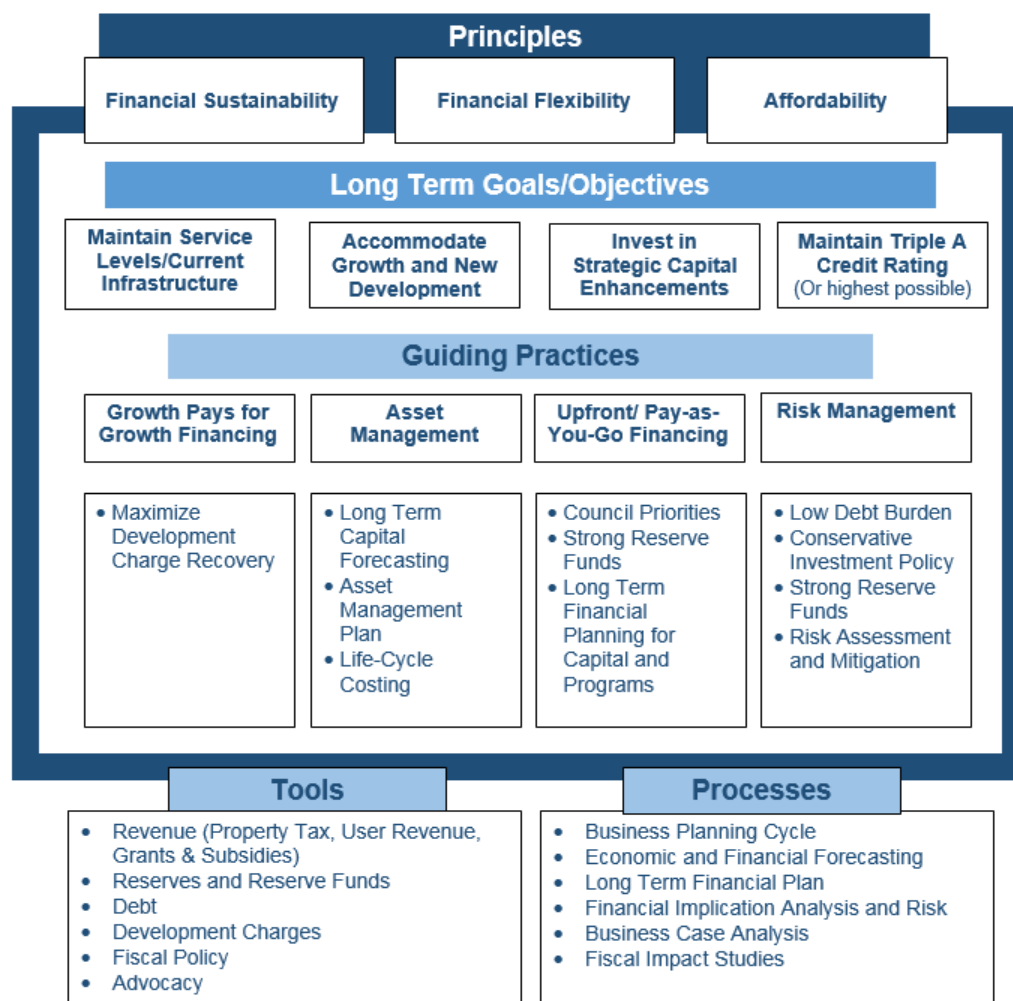 Principles
Financial Sustainability
Financial Flexibility
Affordability
Long Term Goals/Objectives
Maintain Service
Levels/Current
Infrastructure
Accommodate
Growth and New
Development
Invest in
Strategic Capital
Enhancements
Maintain Triple A
Credit Rating
(Or highest possible)
Guiding Practices
Growth Pays for
Growth Financing
Asset
Management
Upfront/ Pay-as-
You-Go Financing
Risk Management
• Maximize
Development
Charge Recovery
• Long Term
Capital
Forecasting
• Asset
Management
Plan
• Life-Cycle
Costing
• Council Priorities
• Strong Reserve
Funds
• Long Term
Financial
Planning for
Capital and
Programs
• Low Debt Burden
• Conservative
Investment Policy
• Strong Reserve
Funds
• Risk Assessment
and Mitigation
Tools
• Revenue (Property Tax, User Revenue,
Grants & Subsidies)
• Reserves and Reserve Funds
• Debt
• Development Charges
• Fiscal Policy
• Advocacy
Processes
• Business Planning Cycle
• Economic and Financial Forecasting
• Long Term Financial Plan
• Financial Implication Analysis and Risk
• Business Case Analysis
• Fiscal Impact Studies